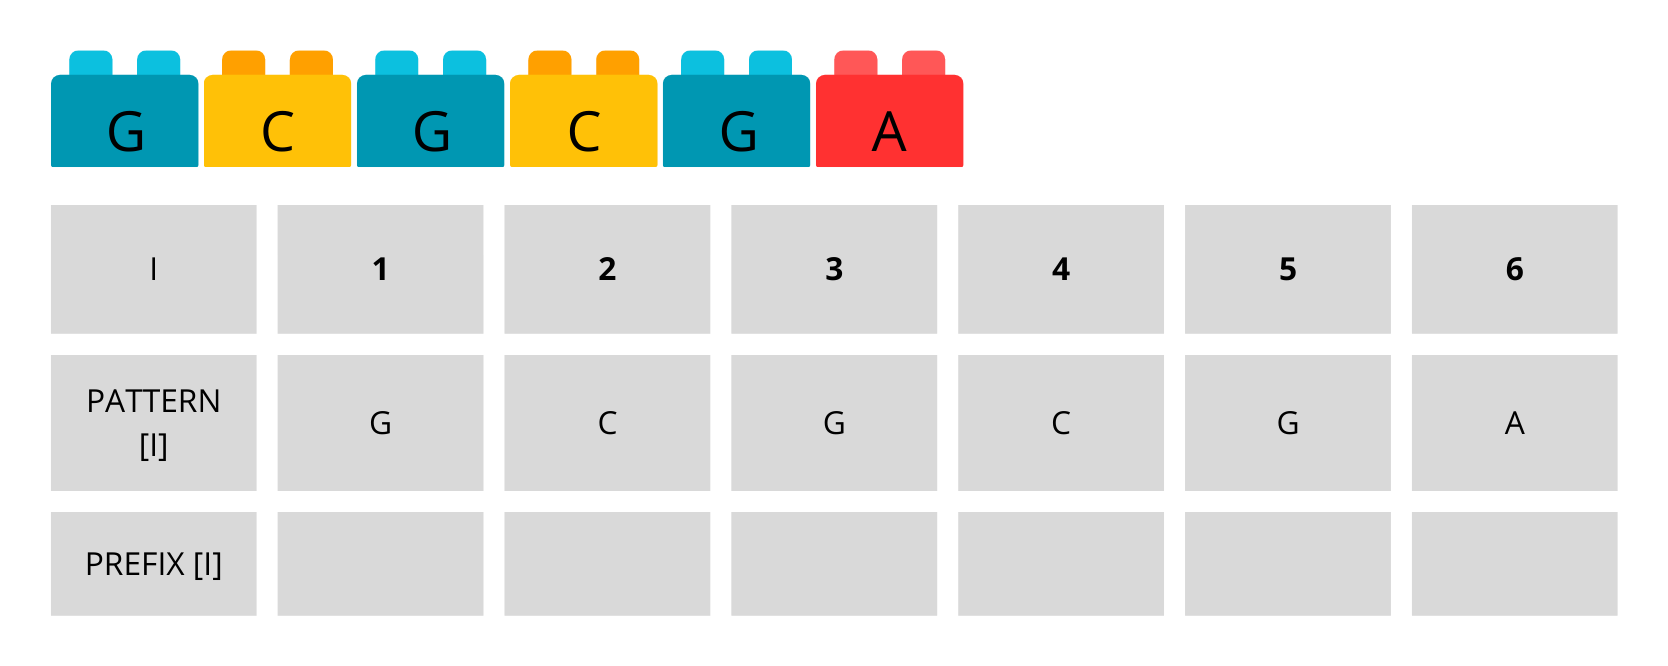 G C G C G A
I 1 2 3 4 5 6
PATTERN
[I] G C G C G A
PREFIX [I]